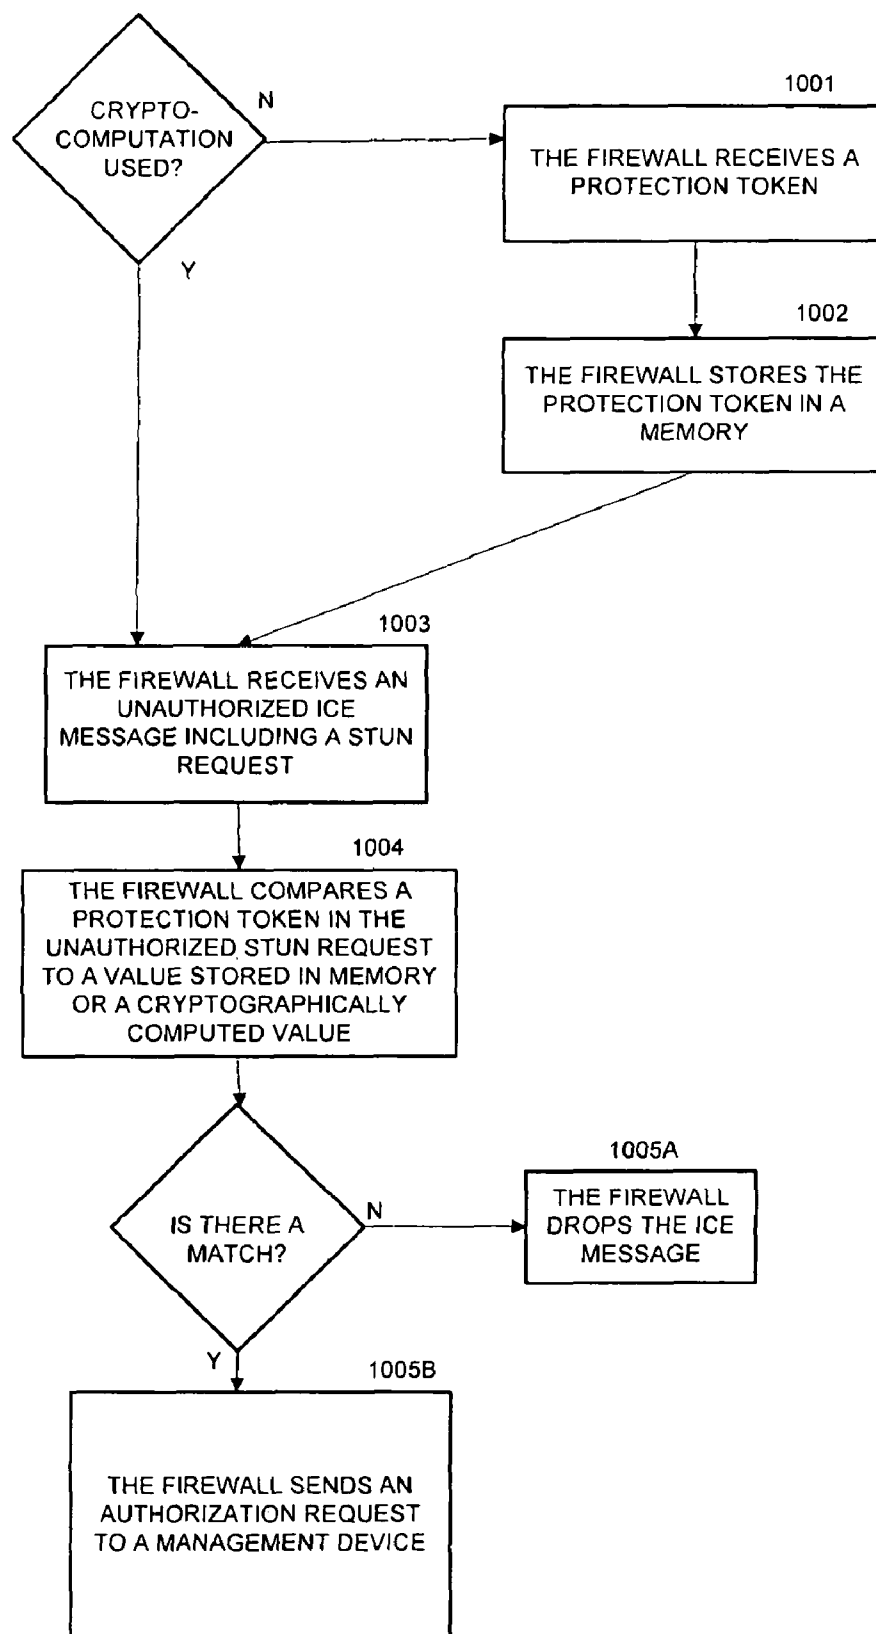 CRYPTO-
COMPUTATION
USED?
N
Y
1001
THE FIREWALL RECEIVES A
PROTECTION TOKEN
1002
THE FIREWALL STORES THE
PROTECTION TOKEN IN A
MEMORY
1003
THE FIREWALL RECEIVES AN
UNAUTHORIZED ICE
MESSAGE INCLUDING A STUN
REQUEST
1004
THE FIREWALL COMPARES A
PROTECTION TOKEN IN THE
UNAUTHORIZED STUN REQUEST
TO A VALUE STORED IN MEMORY
OR A CRYPTOGRAPHICALLY
COMPUTED VALUE
IS THERE A
MATCH?
N
Y
1005A
THE FIREWALL
DROPS THE ICE
MESSAGE
1005B
THE FIREWALL SENDS AN
AUTHORIZATION REQUEST
TO A MANAGEMENT DEVICE